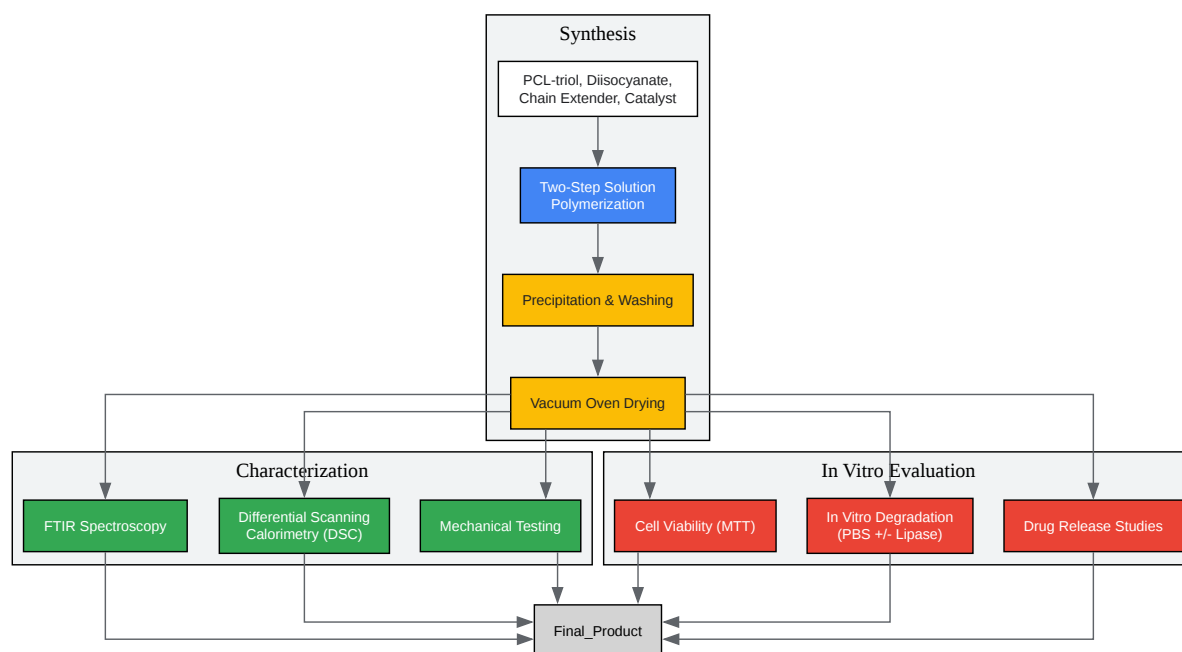 Synthesis
PCL-triol, Diisocyanate,
Chain Extender, Catalyst
Two-Step Solution
Polymerization
Precipitation & Washing
Vacuum Oven Drying
Characterization
FTIR Spectroscopy
Differential Scanning
Calorimetry (DSC)
Mechanical Testing
In Vitro Evaluation
Cell Viability (MTT)
In Vitro Degradation
(PBS +/- Lipase)
Drug Release Studies
Final_Product